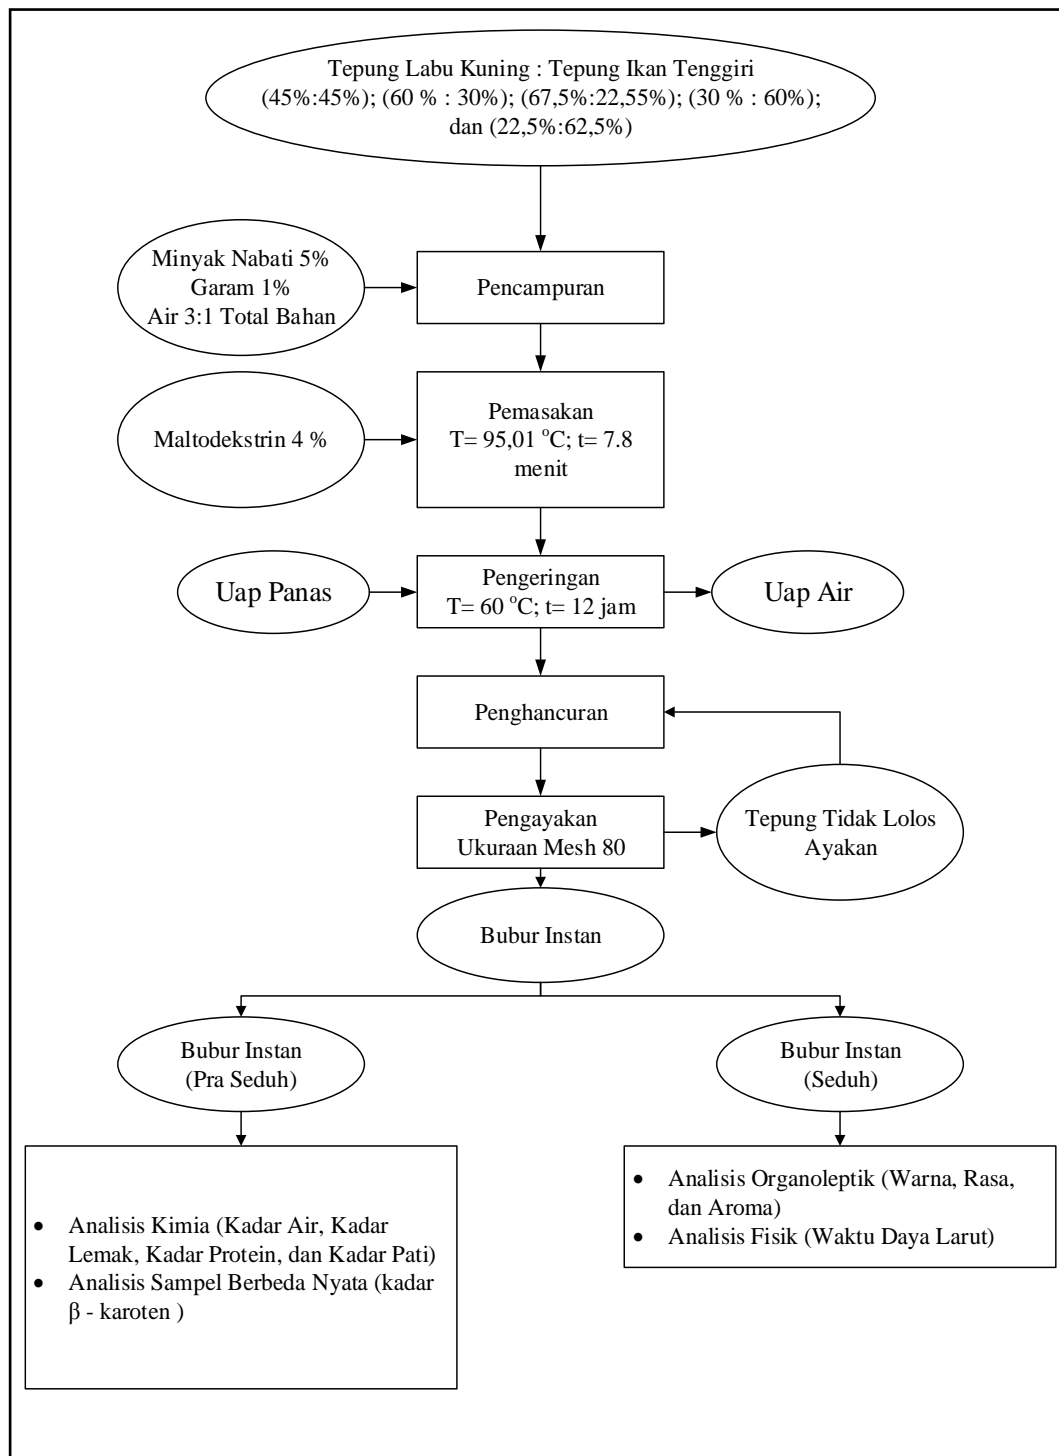 Tepung Labu Kuning : Tepung Ikan Tenggiri
(45%:45%); (60 % : 30%); (67,5%:22,55%); (30 % : 60%);
dan (22,5%:62,5%)
Minyak Nabati 5%
Garam 1%
Air 3:1 Total Bahan
Pencampuran
Maltodekstrin 4 %
Pemasakan
T= 95,01 °C; t= 7.8
menit
Uap Panas
Pengeringan
T= 60 °C; t= 12 jam
Uap Air
Penghancuran
Pengayakan
Ukuraan Mesh 80
Tepung Tidak Lolos
Ayakan
Bubur Instan
Bubur Instan
(Pra Seduh)
Bubur Instan
(Seduh)
• Analisis Kimia (Kadar Air, Kadar
Lemak, Kadar Protein, dan Kadar Pati)
• Analisis Sampel Berbeda Nyata (kadar
β - karoten )
• Analisis Organoleptik (Warna, Rasa,
dan Aroma)
• Analisis Fisik (Waktu Daya Larut)